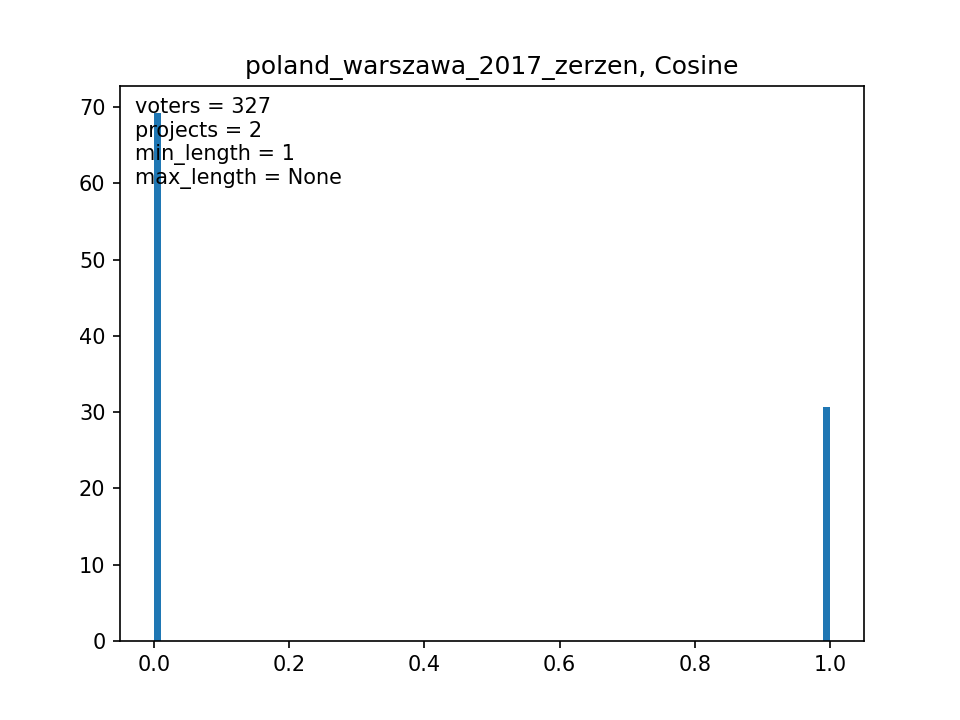 poland_warszawa_2017_zerzen, Cosine
voters = 327
projects = 2
min_length = 1
max_length = None
70
60
50
40
30
20
10
0
0.0 0.2 0.4 0.6 0.8 1.0